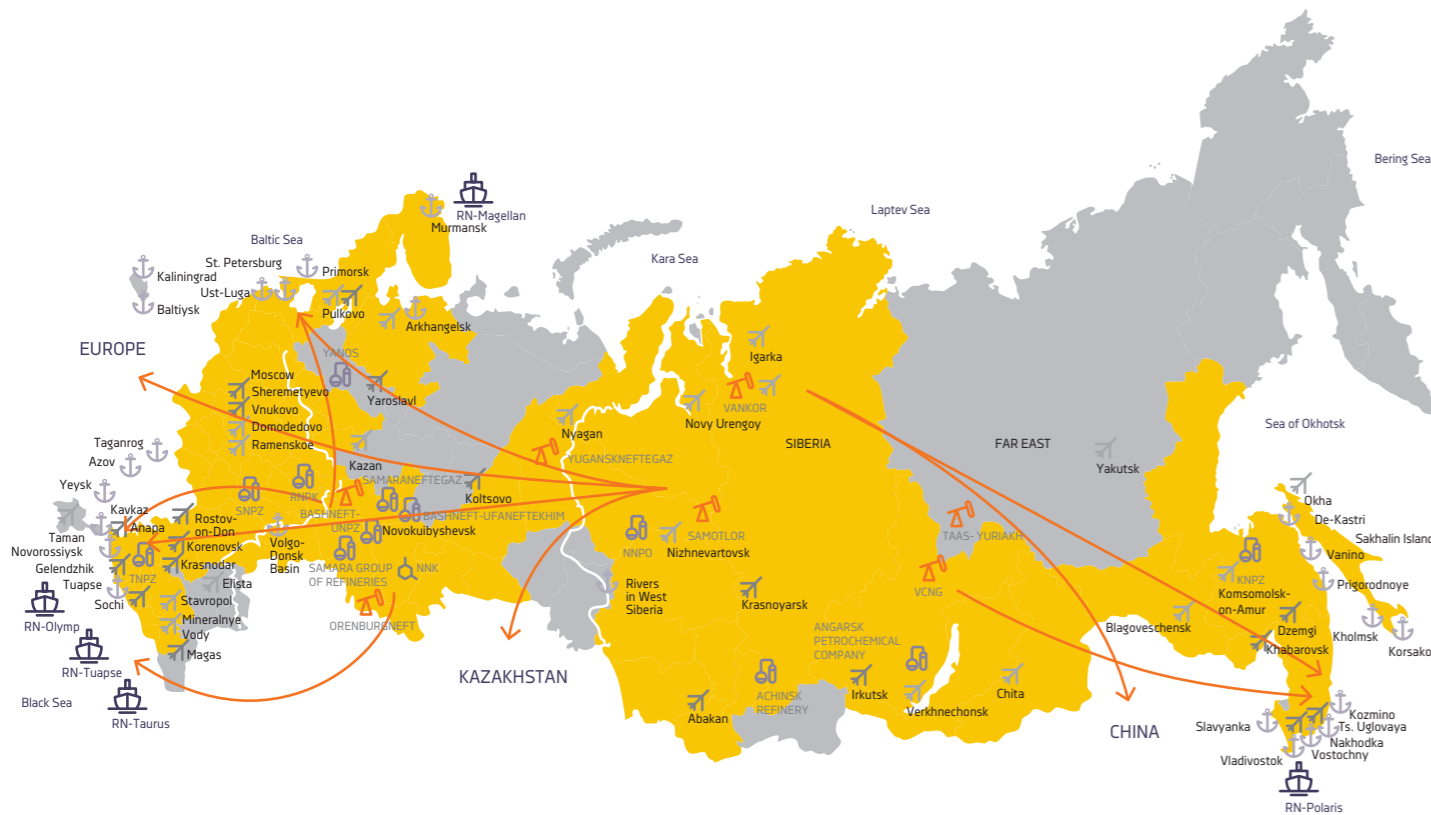 Bering Sea
Laptev Sea
RN-Magellan
Murmansk
Baltic Sea
Kara Sea
St. Petersburg
Primorsk
Kaliningrad
Ust-Luga
Baltiysk
Pulkovo
Arkhangelsk
EUROPE
YANOS
Igarka
Moscow
Sheremetyevo
Yaroslavl
Vnukovo
VANKOR
Novy Urengoy
Domodedovo
Nyagan
Sea of Okhotsk
Taganrog
Ramenskoe
SIBERIA
FAR EAST
Azov
Kazan
YUGANSKNEFTEGAZ
Yakutsk
SAMARANEFTEGAZ
Koltsovo
Yeysk
RNPK
Okha
SNPZ
Kavkaz
BASHNEFT-
UNPZ
BASHNEFT-UFANEFTEKHIM
De-Kastri
Anapa
Rostov-
on-Don
Novokuibyshevsk
SAMOTLOR
TAAS- YURIAKH
Sakhalin Island
Taman
Novorossiysk
Korenovsk
Volgo-
Donsk
Basin
NNPO
Nizhnevartovsk
Vanino
Gelendzhik
Krasnodar
TNPZ
SAMARA GROUP
OF REFINERIES
NNK
KNPZ
Komsomolsk-
on-Amur
Prigorodnoye
Tuapse
Elista
Rivers
in West
Siberia
VCNG
Sochi
Stavropol
Krasnoyarsk
RN-Olymp
Mineralnye
Vody
ORENBURGNEFT
Blagoveschensk
Dzemgi
Kholmsk
ANGARSK
PETROCHEMICAL
COMPANY
Khabarovsk
Korsako
Magas
RN-Tuapse
KAZAKHSTAN
Irkutsk
Chita
Black Sea
ACHINSK
REFINERY
Verkhnechonsk
RN-Taurus
Abakan
CHINA
Slavyanka
Kozmino
Ts. Uglovaya
Nakhodka
Vostochny
Vladivostok
RN-Polaris